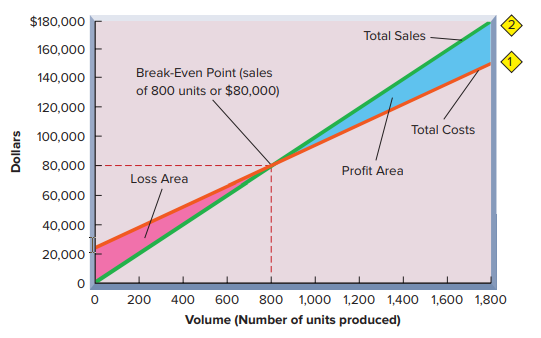 $180,000
160,000
140,000
120,000
100,000
80,000
60,000
40,000
20,000
0
Dollars
Total Sales
2
1
Break-Even Point (sales
of 800 units or $80,000)
Total Costs
Profit Area
Loss Area
0 200 400 600 800 1,000 1,200 1,400 1,600 1,800
Volume (Number of units produced)